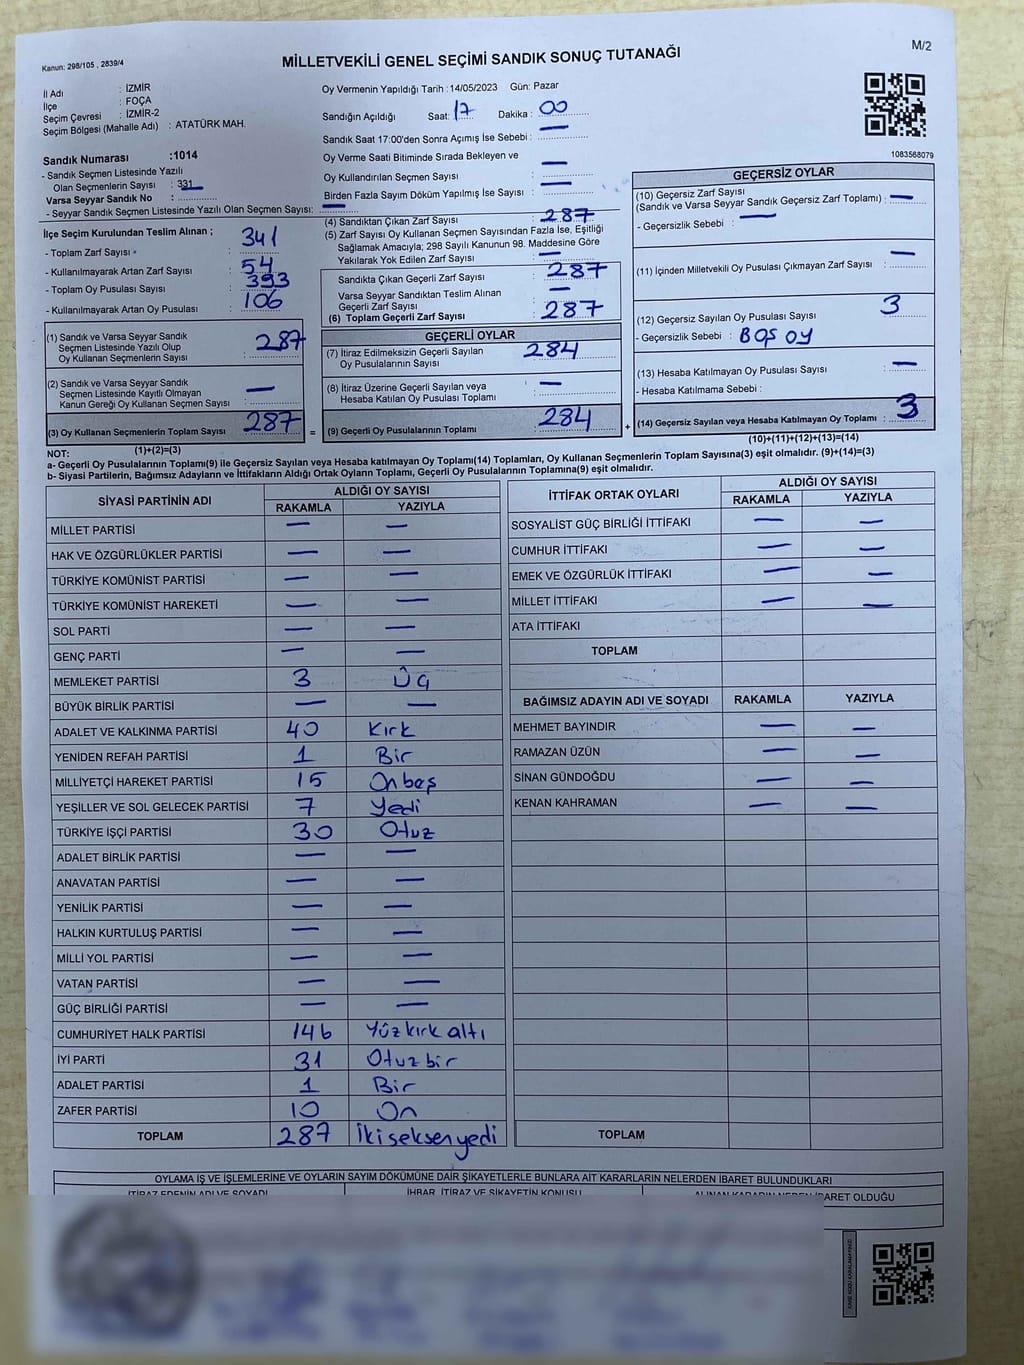 Kanun: 298/105 , 2839/4
MİLLETVEKİLİ GENEL SEÇİMİ SANDIK SONUÇ TUTANAĞI
M/2
İl Adı : İZMİR
İlçe : FOÇA
Seçim Çevresi : İZMİR-2
Seçim Bölgesi (Mahalle Adı) : ATATÜRK MAH.
Sandık Numarası :1014
- Sandık Seçmen Listesinde Yazılı
Olan Seçmenlerin Sayısı : 331
Varsa Seyyar Sandık No :
- Seyyar Sandık Seçmen Listesinde Yazılı Olan Seçmen Sayısı: —
Oy Vermenin Yapıldığı Tarih :14/05/2023 Gün: Pazar
Sandığın Açıldığı Saat: 17 Dakika : 00
Sandık Saat 17:00'den Sonra Açımış İse Sebebi : —
Oy Verme Saati Bitiminde Sırada Bekleyen ve
Oy Kullandırılan Seçmen Sayısı : —
Birden Fazla Sayım Döküm Yapılmış İse Sayısı : —
1083568079
İlçe Seçim Kurulundan Teslim Alınan ;
- Toplam Zarf Sayısı : 341
- Kullanılmayarak Artan Zarf Sayısı : 54
- Toplam Oy Pusulası Sayısı : 393
- Kullanılmayarak Artan Oy Pusulası : 106
(1) Sandık ve Varsa Seyyar Sandık
Seçmen Listesinde Yazılı Olup
Oy Kullanan Seçmenlerin Sayısı : 287
(2) Sandık ve Varsa Seyyar Sandık
Seçmen Listesinde Kayıtlı Olmayan
Kanun Gereği Oy Kullanan Seçmen Sayısı : —
(3) Oy Kullanan Seçmenlerin Toplam Sayısı : 287
(1)+(2)=(3)
(4) Sandıktan Çıkan Zarf Sayısı : 287
(5) Zarf Sayısı Oy Kullanan Seçmen Sayısından Fazla İse, Eşitliği
Sağlamak Amacıyla; 298 Sayılı Kanunun 98. Maddesine Göre
Yakılarak Yok Edilen Zarf Sayısı : —
Sandıkta Çıkan Geçerli Zarf Sayısı : 287
Varsa Seyyar Sandıktan Teslim Alınan
Geçerli Zarf Sayısı : —
(6) Toplam Geçerli Zarf Sayısı : 287
GEÇERLİ OYLAR
(7) İtiraz Edilmeksizin Geçerli Sayılan
Oy Pusulasının Sayısı : 284
(8) İtiraz Üzerine Geçerli Sayılan veya
Hesaba Katılan Oy Pusulası Toplamı : —
=
(9) Geçerli Oy Pusulalarının Toplamı : 284
+
GEÇERSİZ OYLAR
(10) Geçersiz Zarf Sayısı
(Sandık ve Varsa Seyyar Sandık Geçersiz Zarf Toplamı) : —
- Geçersizlik Sebebi : —
(11) İçinden Milletvekili Oy Pusulası Çıkmayan Zarf Sayısı : —
(12) Geçersiz Sayılan Oy Pusulası Sayısı : 3
- Geçersizlik Sebebi : BOŞ OY
(13) Hesaba Katılmayan Oy Pusulası Sayısı : —
- Hesaba Katılmama Sebebi :
(14) Geçersiz Sayılan veya Hesaba Katılmayan Oy Toplamı : 3
(10)+(11)+(12)+(13)=(14)
NOT:
a- Geçerli Oy Pusulalarının Toplamı(9) ile Geçersiz Sayılan veya Hesaba katılmayan Oy Toplamı(14) Toplamları, Oy Kullanan Seçmenlerin Toplam Sayısına(3) eşit olmalıdır. (9)+(14)=(3)
b- Siyasi Partilerin, Bağımsız Adayların ve İttifakların Aldığı Ortak Oyların Toplamı, Geçerli Oy Pusulalarının Toplamına(9) eşit olmalıdır.
SİYASİ PARTİNİN ADI ALDIĞI OY SAYISI
RAKAMLA YAZIYLA
MİLLET PARTİSİ — —
HAK VE ÖZGÜRLÜKLER PARTİSİ — —
TÜRKİYE KOMÜNİST PARTİSİ — —
TÜRKİYE KOMÜNİST HAREKETİ — —
SOL PARTİ — —
GENÇ PARTİ — —
MEMLEKET PARTİSİ 3 Üç
BÜYÜK BİRLİK PARTİSİ — —
ADALET VE KALKINMA PARTİSİ 40 Kırk
YENİDEN REFAH PARTİSİ 1 Bir
MİLLİYETÇİ HAREKET PARTİSİ 15 Onbeş
YEŞİLLER VE SOL GELECEK PARTİSİ 7 Yedi
TÜRKİYE İŞÇİ PARTİSİ 30 Otuz
ADALET BİRLİK PARTİSİ — —
ANAVATAN PARTİSİ — —
YENİLİK PARTİSİ — —
HALKIN KURTULUŞ PARTİSİ — —
MİLLİ YOL PARTİSİ — —
VATAN PARTİSİ — —
GÜÇ BİRLİĞİ PARTİSİ — —
CUMHURİYET HALK PARTİSİ 146 Yüzkırk altı
İYİ PARTİ 31 Otuzbir
ADALET PARTİSİ 1 Bir
ZAFER PARTİSİ 10 On
TOPLAM 287 İkiseksenyedi
İTTİFAK ORTAK OYLARI ALDIĞI OY SAYISI
RAKAMLA YAZIYLA
SOSYALİST GÜÇ BİRLİĞİ İTTİFAKI — —
CUMHUR İTTİFAKI — —
EMEK VE ÖZGÜRLÜK İTTİFAKI — —
MİLLET İTTİFAKI — —
ATA İTTİFAKI
TOPLAM
BAĞIMSIZ ADAYIN ADI VE SOYADI RAKAMLA YAZIYLA
MEHMET BAYINDIR — —
RAMAZAN ÜZÜN — —
SİNAN GÜNDOĞDU — —
KENAN KAHRAMAN — —
TOPLAM
OYLAMA İŞ VE İŞLEMLERİNE VE OYLARIN SAYIM DÖKÜMÜNE DAİR ŞİKAYETLERLE BUNLARA AİT KARARLARIN NELERDEN İBARET BULUNDUKLARI
İTİRAZ EDENİN ADI VE SOYADI İHBAR, İTİRAZ VE ŞİKAYETİN KONUSU ALINAN KARARIN NEDEN İBARET OLDUĞU